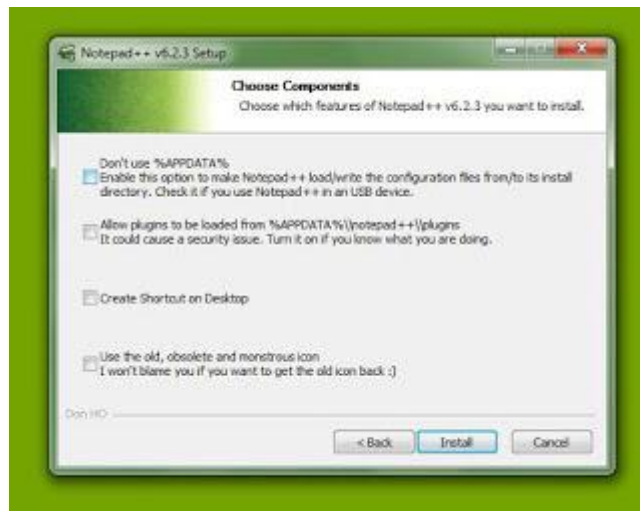 Notepad++ v6.2.3 Setup
Choose Components
Choose which features of Notepad++ v6.2.3 you want to install.
Don't use %APPDATA%
Enable this option to make Notepad++ load/write the configuration files from/to its install
directory. Check it if you use Notepad++ in an USB device.
Allow plugins to be loaded from %APPDATA%\\notepad++\\plugins
It could cause a security issue. Turn it on if you know what you are doing.
Create Shortcut on Desktop
Use the old, obsolete and monstrous icon
I won't blame you if you want to get the old icon back :)
Don HO
< Back
Install
Cancel